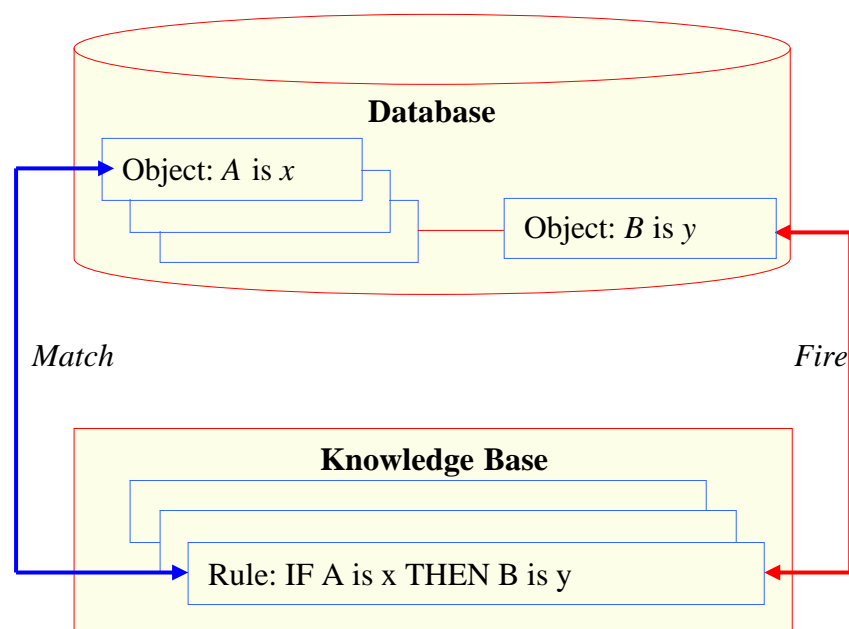 Database
Object: A is x
Object: B is y
Match
Fire
Knowledge Base
Rule: IF A is x THEN B is y